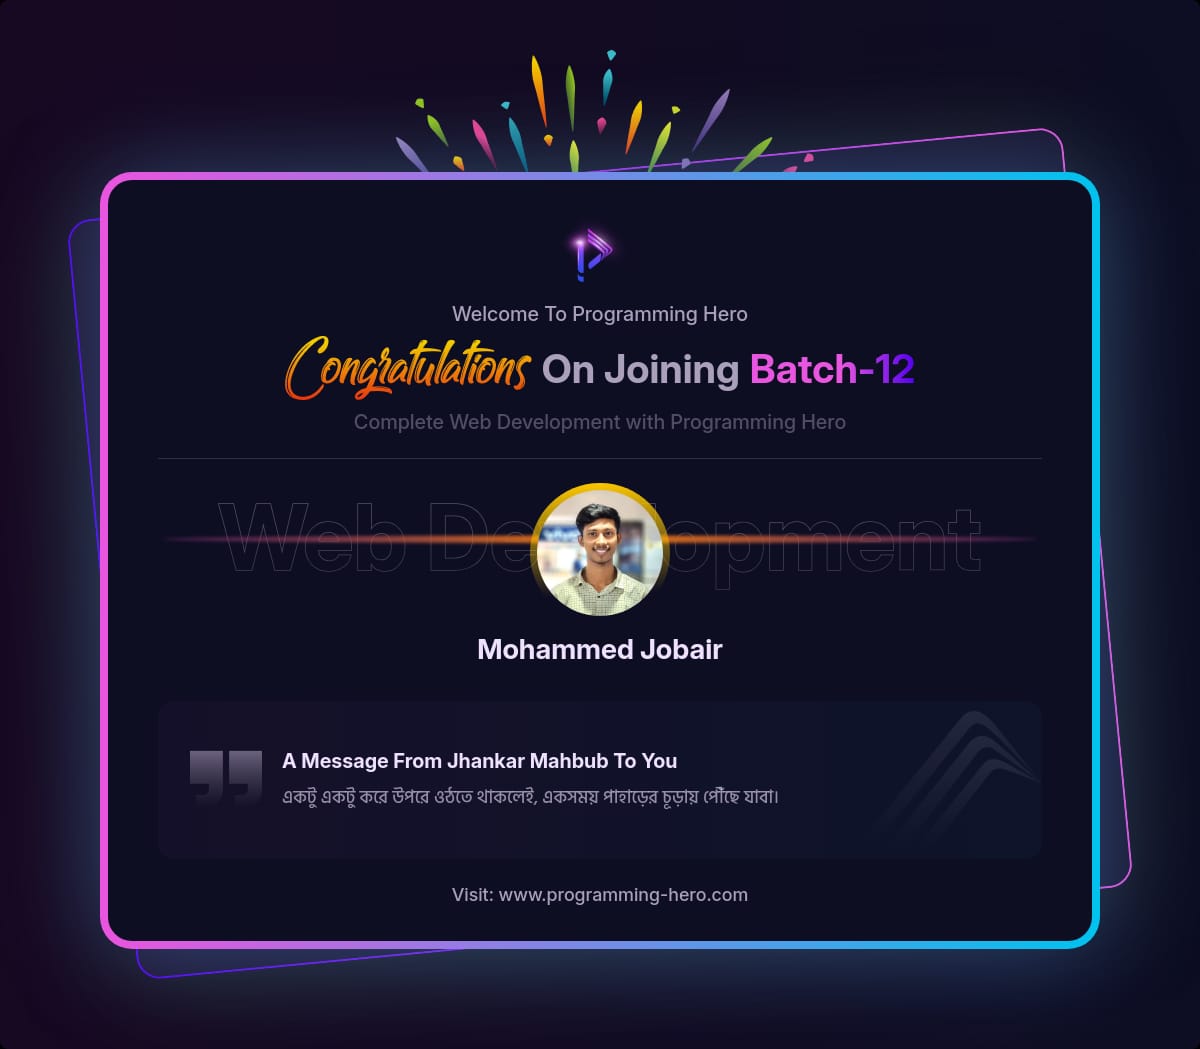 Welcome To Programming Hero
Congratulations On Joining Batch-12
Complete Web Development with Programming Hero
Web Development
Mohammed Jobair
A Message From Jhankar Mahbub To You
একটু একটু করে উপরে ওঠতে থাকলেই, একসময় পাহাড়ের চূড়ায় পৌঁছে যাবা।
Visit: www.programming-hero.com